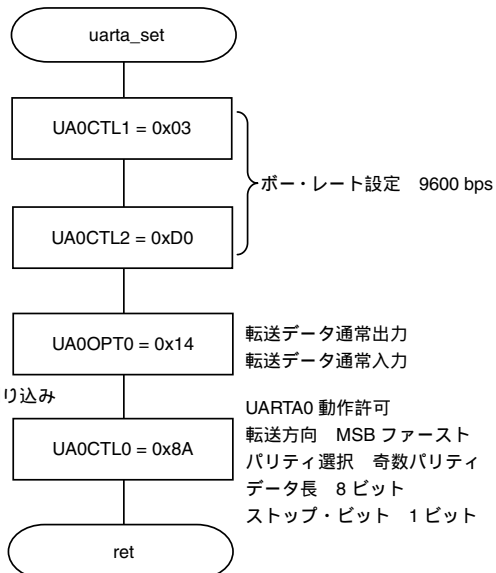 uarta_set
UA0CTL1 = 0x03
ボー・レート設定　9600 bps
UA0CTL2 = 0xD0
UA0OPT0 = 0x14
転送データ通常出力
転送データ通常入力
り込み
UA0CTL0 = 0x8A
UARTA0 動作許可
転送方向　MSB ファースト
パリティ選択　奇数パリティ
データ長　8 ビット
ストップ・ビット　1 ビット
ret